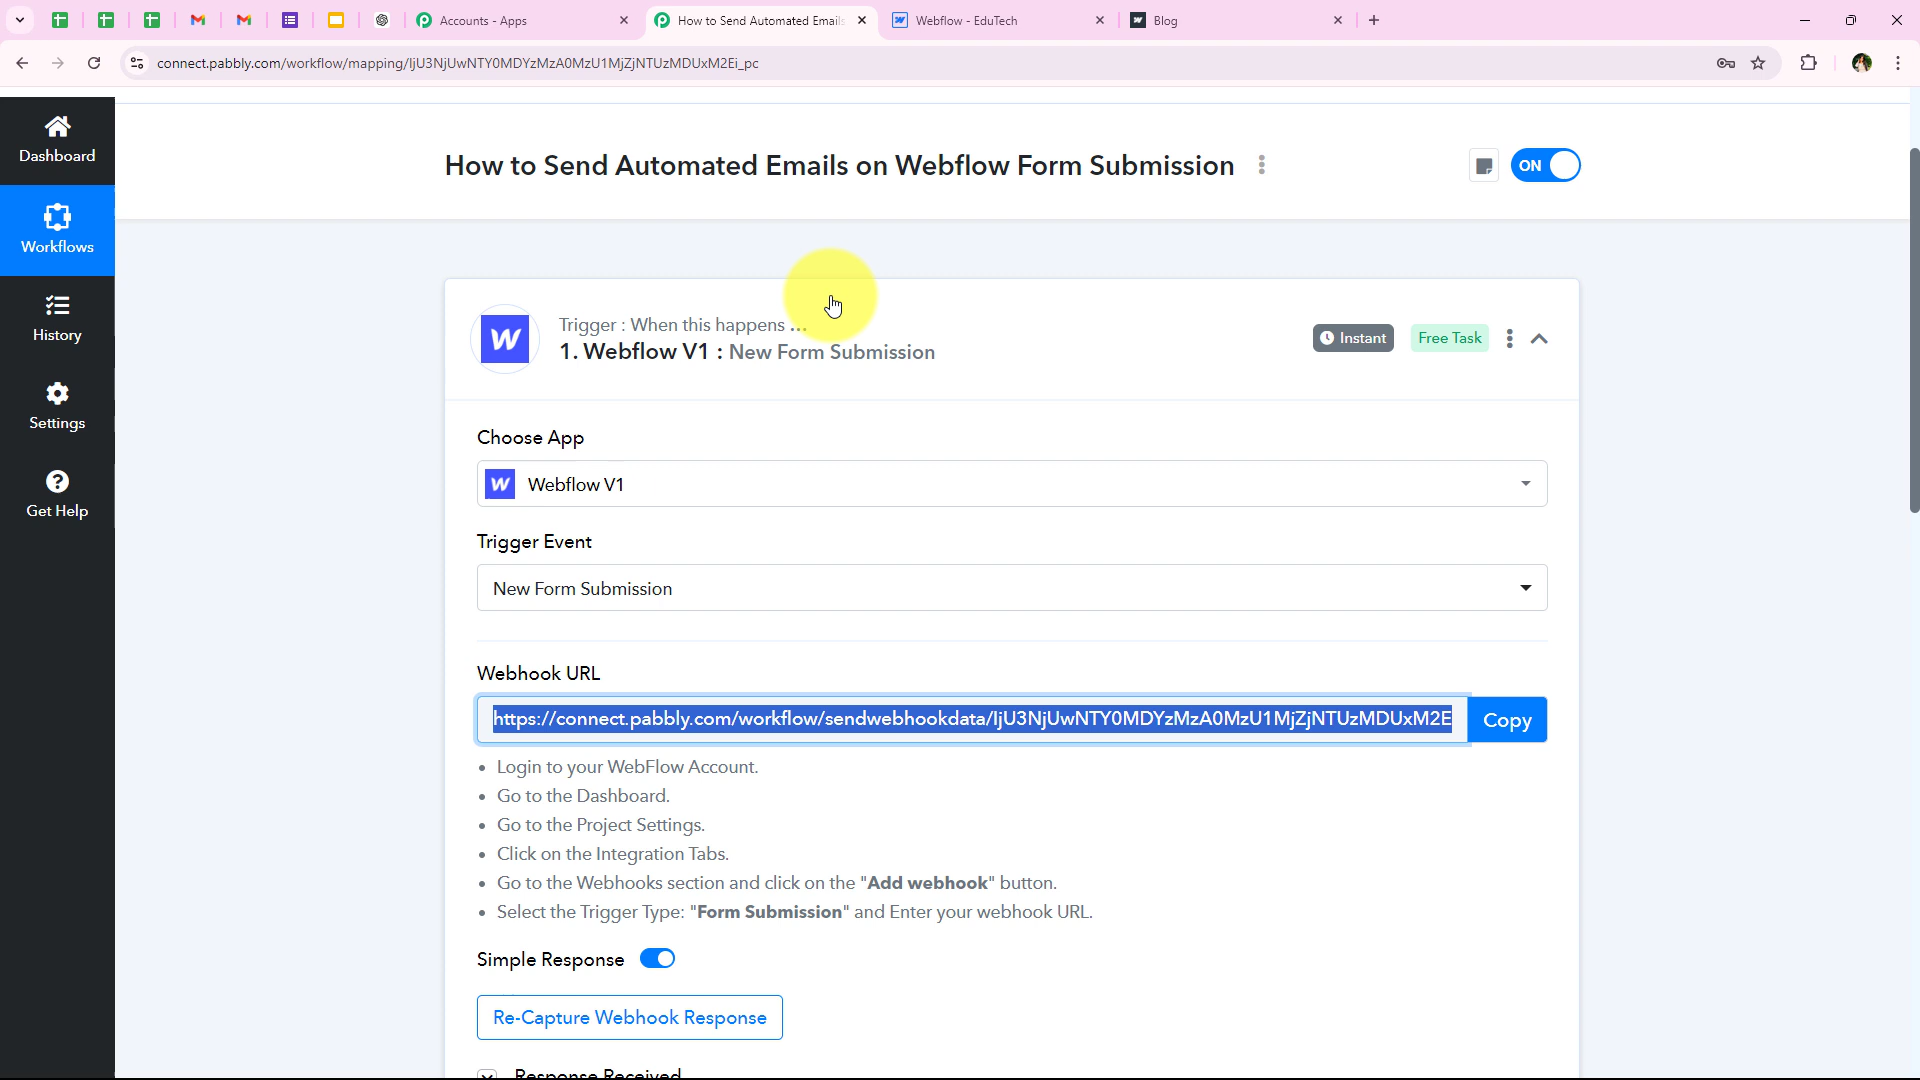 Accounts - Apps
How to Send Automated Emails
Webflow - EduTech
Blog
connect.pabbly.com/workflow/mapping/IjU3NjUwNTY0MDYzMzA0MzU1MjZjNTUzMDUxM2Ei_pc
Dashboard
Workflows
History
Settings
Get Help
How to Send Automated Emails on Webflow Form Submission
ON
Trigger : When this happens ...
1. Webflow V1 : New Form Submission
Instant
Free Task
Choose App
Webflow V1
Trigger Event
New Form Submission
Webhook URL
https://connect.pabbly.com/workflow/sendwebhookdata/IjU3NjUwNTY0MDYzMzA0MzU1MjZjNTUzMDUxM2E
Copy
• Login to your WebFlow Account.
• Go to the Dashboard.
• Go to the Project Settings.
• Click on the Integration Tabs.
• Go to the Webhooks section and click on the "Add webhook" button.
• Select the Trigger Type: "Form Submission" and Enter your webhook URL.
Simple Response
Re-Capture Webhook Response
Response Received